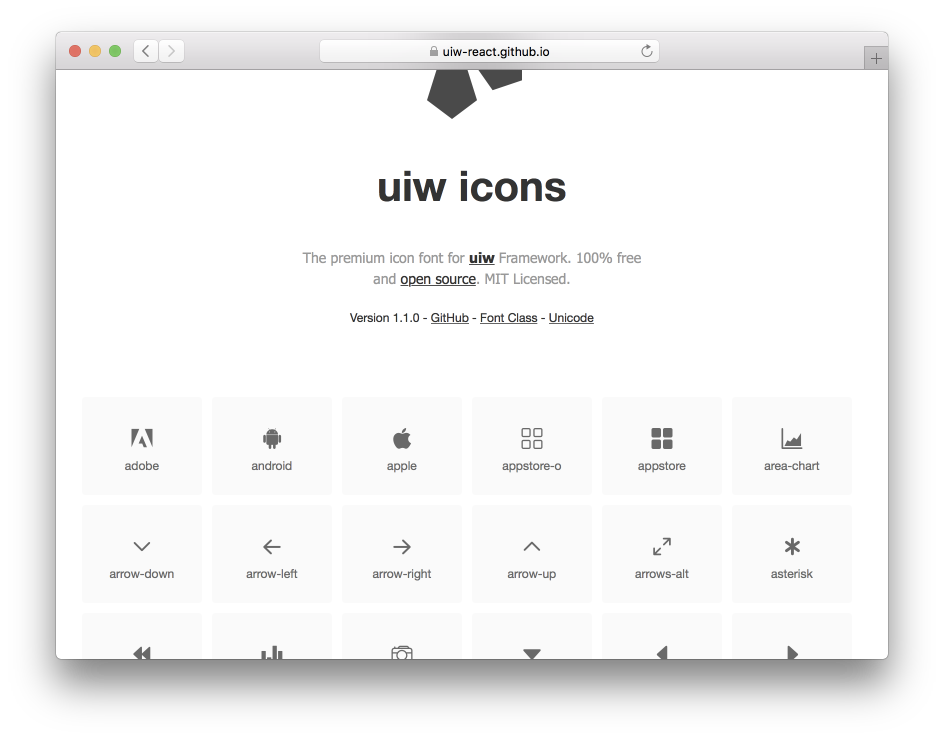 uiw-react.github.io
uiw icons
The premium icon font for uiw Framework. 100% free
and open source. MIT Licensed.
Version 1.1.0 - GitHub - Font Class - Unicode
adobe
android
apple
appstore-o
appstore
area-chart
arrow-down
arrow-left
arrow-right
arrow-up
arrows-alt
asterisk